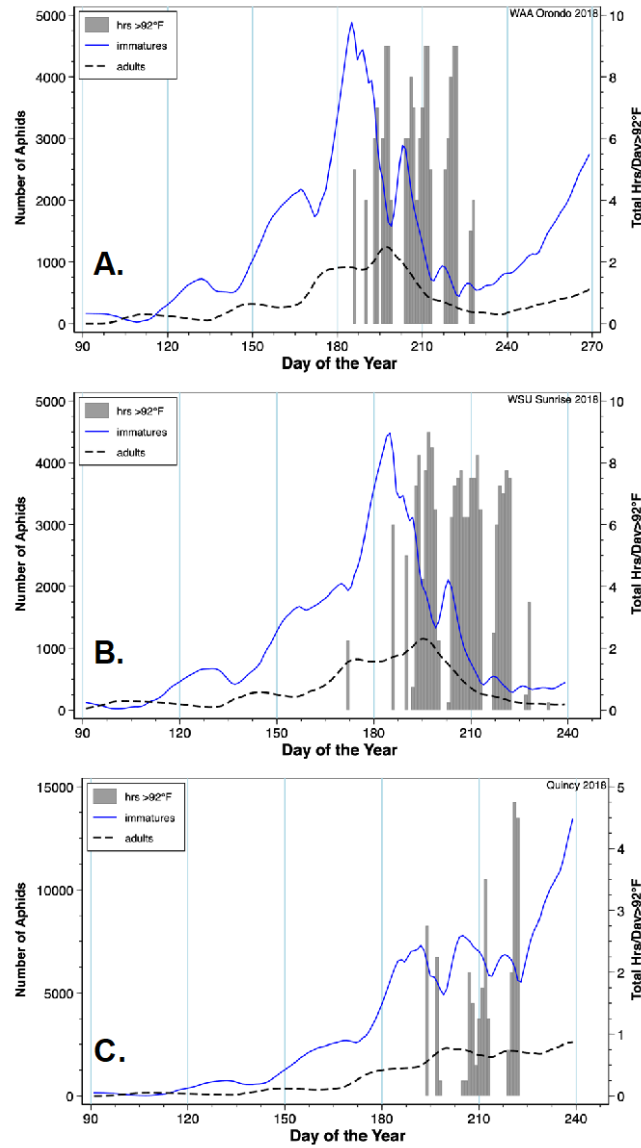 WAA Orondo 2018
hrs >92°F
immatures
adults
5000
4000
3000
2000
1000
0
Number of Aphids
10
8
6
4
2
0
Total Hrs/Day>92°F
A.
90 120 150 180 210 240 270
Day of the Year
WSU Sunrise 2018
hrs >92°F
immatures
adults
5000
4000
3000
2000
1000
0
Number of Aphids
10
8
6
4
2
0
Total Hrs/Day>92°F
B.
90 120 150 180 210 240
Day of the Year
Quincy 2018
hrs >92°F
immatures
adults
15000
10000
5000
0
Number of Aphids
5
4
3
2
1
0
Total Hrs/Day>92°F
C.
90 120 150 180 210 240
Day of the Year